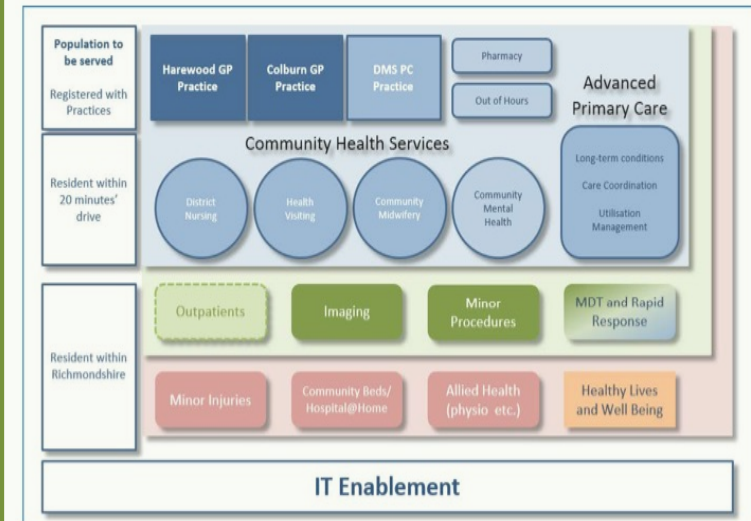 Population to
be served
Registered with
Practices
Harewood GP
Practice
Colburn GP
Practice
DMS PC
Practice
Pharmacy
Out of Hours
Advanced
Primary Care
Community Health Services
Resident within
20 minutes'
drive
District
Nursing
Health
Visiting
Community
Midwifery
Community
Mental
Health
Long-term conditions
Care Coordination
Utilisation
Management
Resident within
Richmondshire
Outpatients
Imaging
Minor
Procedures
MDT and Rapid
Response
Minor Injuries
Community Beds/
Hospital@Home
Allied Health
(physio etc.)
Healthy Lives
and Well Being
IT Enablement